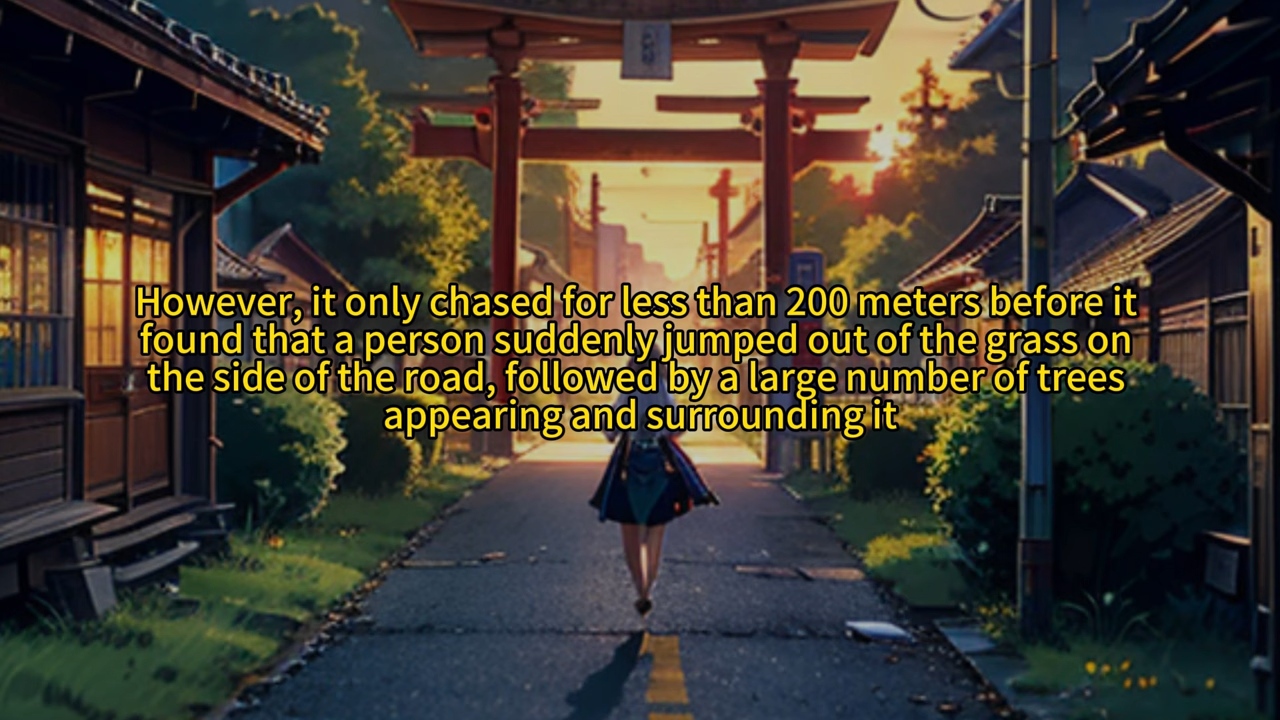 However, it only chased for less than 200 meters before it
found that a person suddenly jumped out of the grass on
the side of the road, followed by a large number of trees
appearing and surrounding it